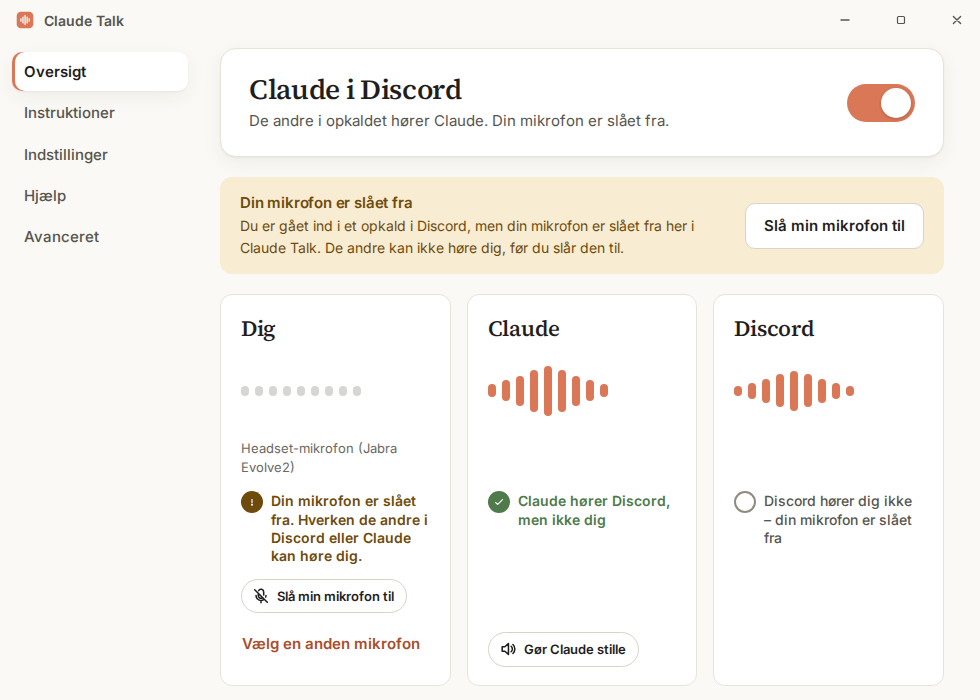 Claude Talk
Oversigt
Instruktioner
Indstillinger
Hjælp
Avanceret
Claude i Discord
De andre i opkaldet hører Claude. Din mikrofon er slået fra.
Din mikrofon er slået fra
Du er gået ind i et opkald i Discord, men din mikrofon er slået fra her i
Claude Talk. De andre kan ikke høre dig, før du slår den til.
Slå min mikrofon til
Dig
Headset-mikrofon (Jabra
Evolve2)
Din mikrofon er slået
fra. Hverken de andre i
Discord eller Claude
kan høre dig.
Slå min mikrofon til
Vælg en anden mikrofon
Claude
Claude hører Discord,
men ikke dig
Gør Claude stille
Discord
Discord hører dig ikke
– din mikrofon er slået
fra